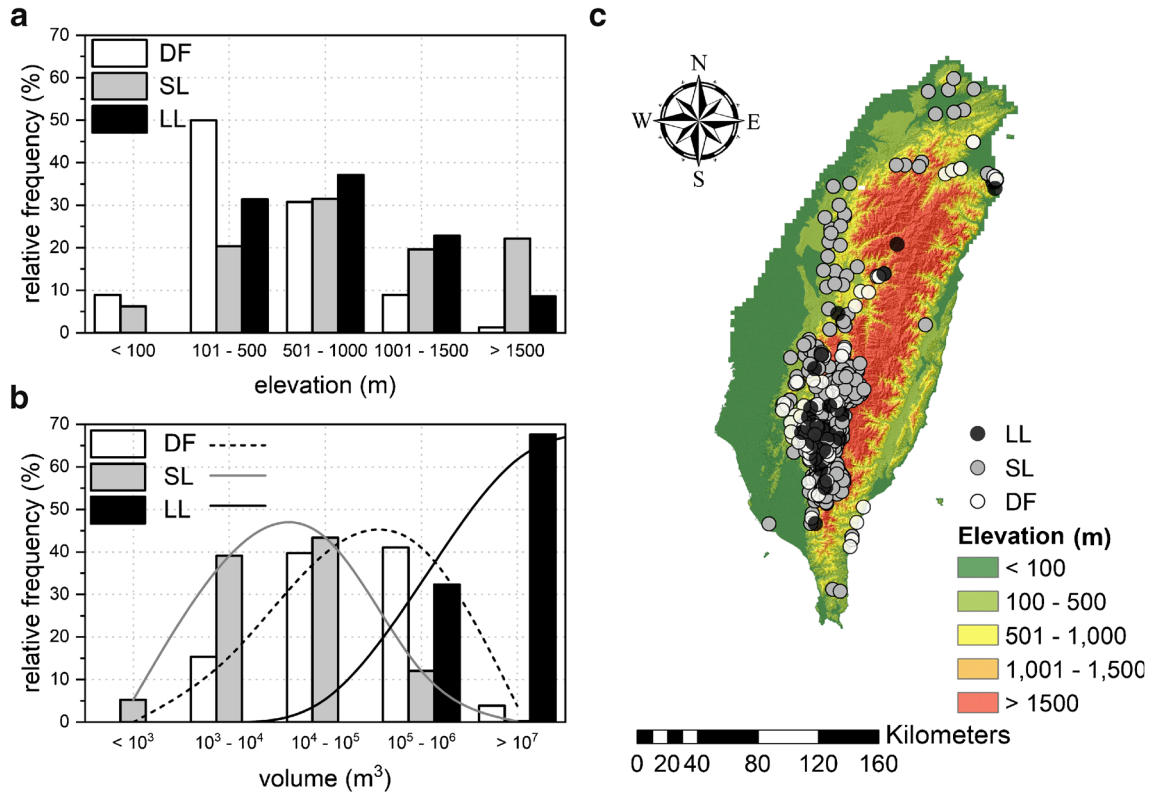 a
70
60
50
40
30
20
10
0
relative frequency (%)
DF
SL
LL
< 100
101 - 500
501 - 1000
1001 - 1500
> 1500
elevation (m)
b
70
60
50
40
30
20
10
0
relative frequency (%)
DF
SL
LL
< 10³
10³ - 10⁴
10⁴ - 10⁵
10⁵ - 10⁶
> 10⁷
volume (m³)
c
N
W E
S
LL
SL
DF
Elevation (m)
< 100
100 - 500
501 - 1,000
1,001 - 1,500
> 1500
Kilometers
0 20 40 80 120 160